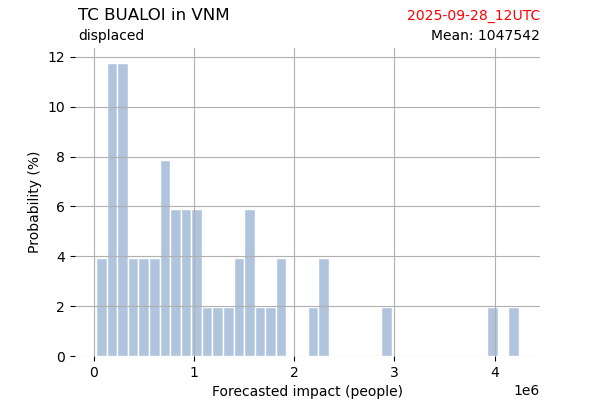 TC BUALOI in VNM
2025-09-28_12UTC
displaced
Mean: 1047542
12
10
8
6
4
2
0
Probability (%)
0
1
2
3
4
1e6
Forecasted impact (people)